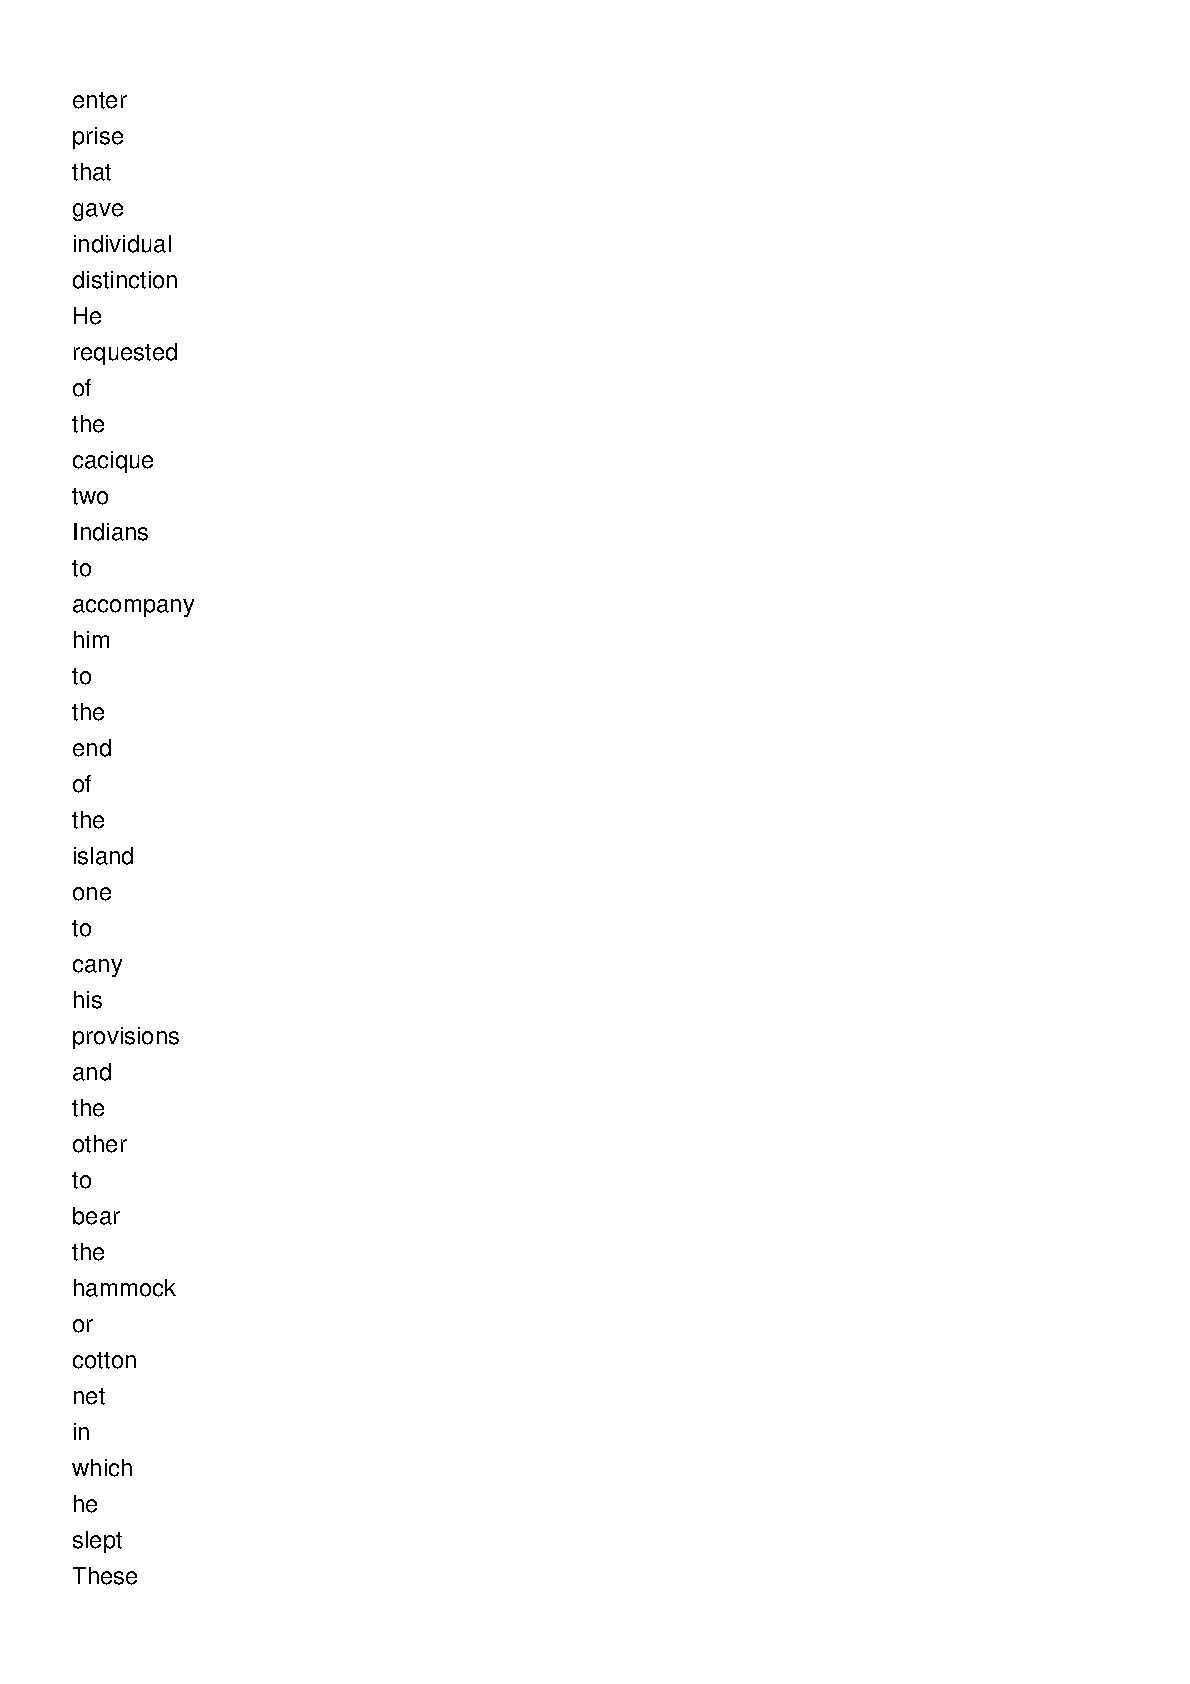 enter
prise
that
gave
individual
distinction
He
requested
of
the
cacique
two
Indians
to
accompany
him
to
the
end
of
the
island
one
to
cany
his
provisions
and
the
other
to
bear
the
hammock
or
cotton
net
in
which
he
slept
These